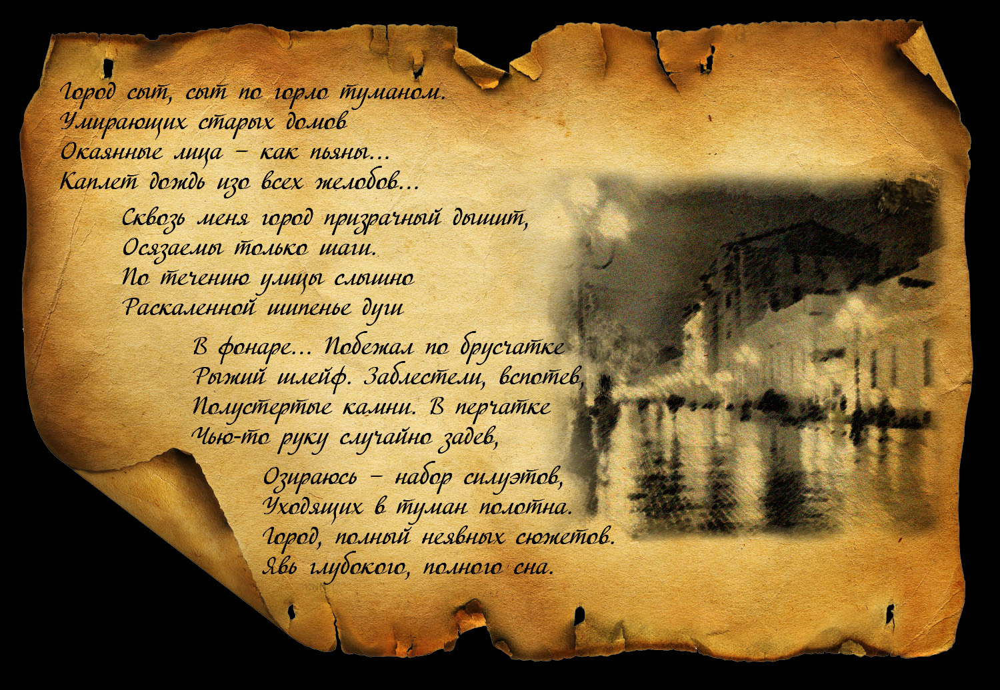 Город сыт, сыт по горло туманом.
Умирающих старых домов
Окаянные лица – как пьяны...
Каплет дождь изо всех желобов...
Сквозь меня город призрачный дышит,
Осязаемы только шаги.
По течению улицы слышно
Раскаленной шипенье дуги
В фонаре... Побежал по брусчатке
Рыжий шлейф. Заблестели, вспотев,
Полустертые камни. В перчатке
Чью-то руку случайно задев,
Озираюсь – набор силуэтов,
Уходящих в туман полотна.
Город, полный неявных сюжетов.
Явь глубокого, полного сна.